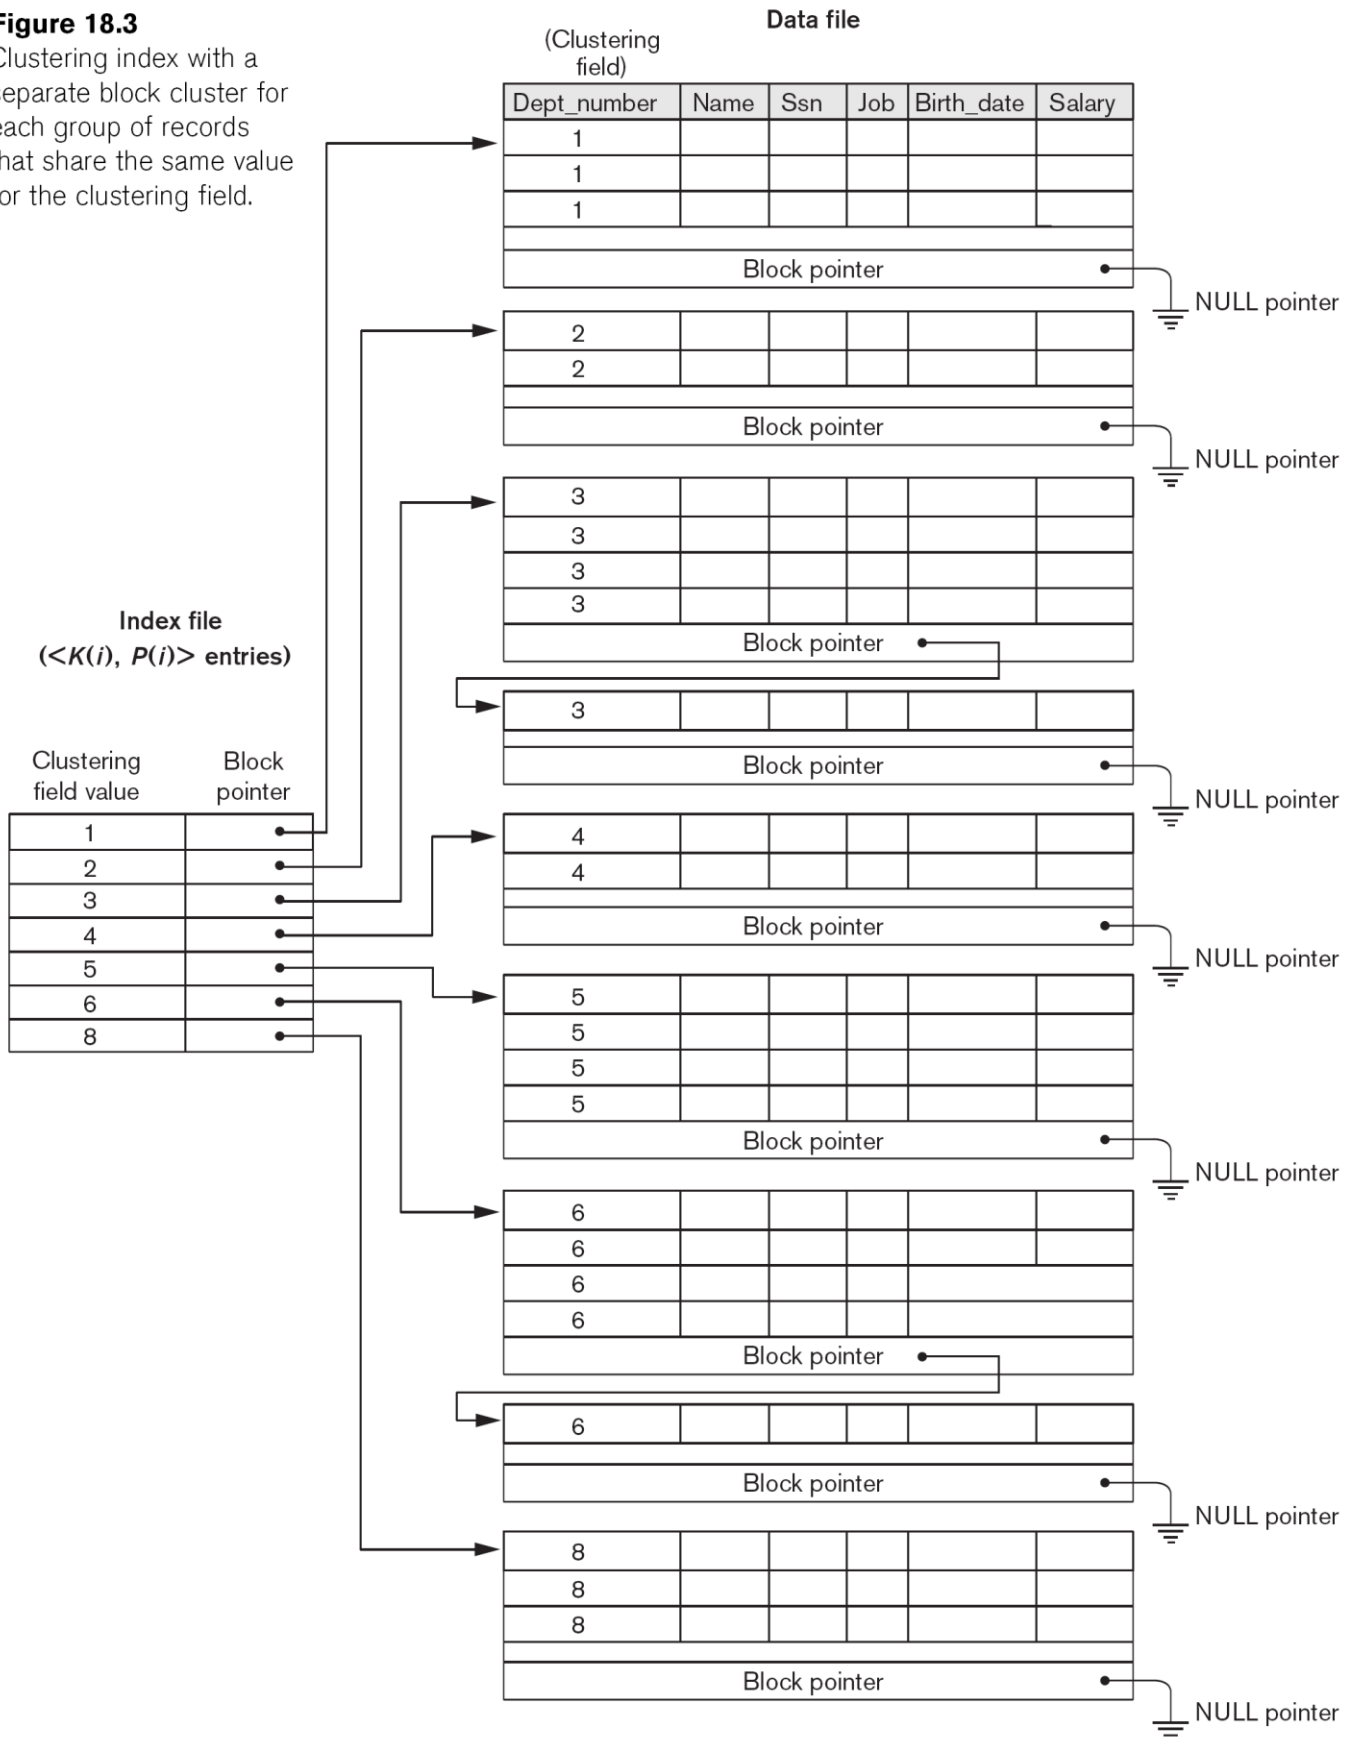 Figure 18.3
Clustering index with a
separate block cluster for
each group of records
that share the same value
for the clustering field.
Data file
(Clustering
field)
Dept_number Name Ssn Job Birth_date Salary
1
1
1
Block pointer
NULL pointer
2
2
Block pointer
NULL pointer
3
3
3
3
Block pointer
3
Block pointer
NULL pointer
4
4
Block pointer
NULL pointer
5
5
5
5
Block pointer
NULL pointer
6
6
6
6
Block pointer
6
Block pointer
NULL pointer
8
8
8
Block pointer
NULL pointer
Index file
(<K(i), P(i)> entries)
Clustering
field value
Block
pointer
1
2
3
4
5
6
8